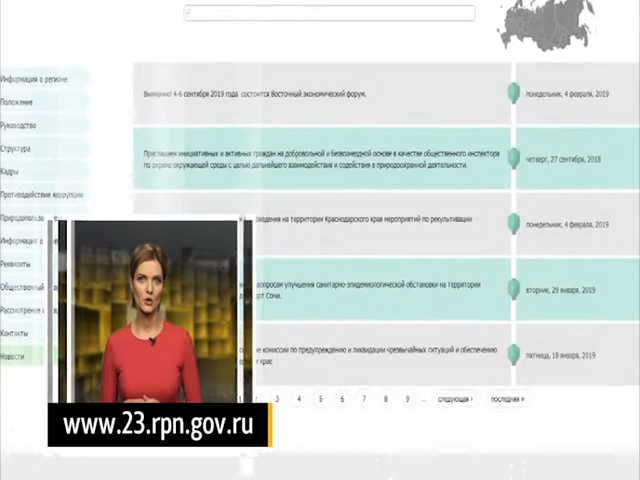 Информация о регионе
Положение
Руководство
Структура
Кадры
Противодействие коррупции
Реквизиты
Контакты
Новости
Внимание! 4-6 сентября 2019 года состоится Восточный экономический форум.
понедельник, 4 февраля, 2019
Приглашаем инициативных и активных граждан на добровольной и безвозмездной основе в качестве общественного инспектора
по охране окружающей среды с целью дальнейшего взаимодействия и содействия в природоохранной деятельности.
четверг, 27 сентября, 2018
на территории Краснодарского края мероприятий по рекультивации
понедельник, 4 февраля, 2019
вопросам улучшения санитарно-эпидемиологической обстановки на территории
Сочи.
вторник, 29 января, 2019
комиссии по предупреждению и ликвидации чрезвычайных ситуаций и обеспечению
крае
пятница, 18 января, 2019
3 4 5 6 7 8 9 ... следующая › последняя »
www.23.rpn.gov.ru